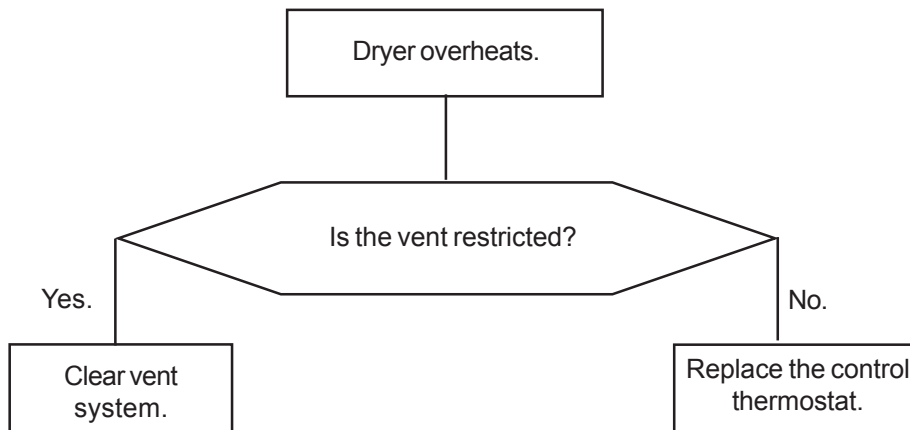 Dryer overheats.
Is the vent restricted?
Yes.
No.
Clear vent
system.
Replace the control
thermostat.